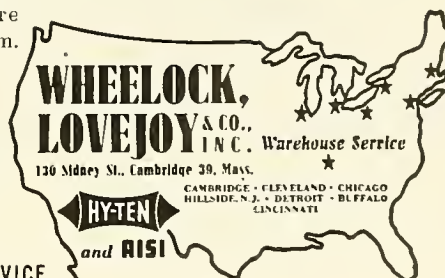 re
m.
WHEELOCK,
LOVEJOY & CO., INC.
Warehouse Service
130 Sidney St., Cambridge 39, Mass.
CAMBRIDGE · CLEVELAND · CHICAGO
HILLSIDE, N.J. · DETROIT · BUFFALO
CINCINNATI
HY-TEN
and AISI
VICE